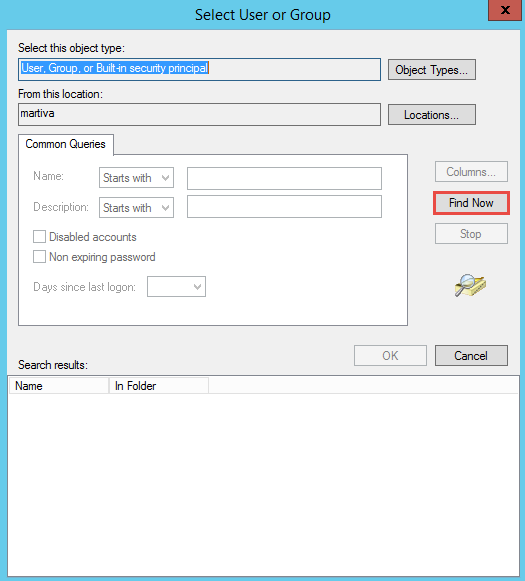 Select User or Group
x
Select this object type:
User, Group, or Built-in security principal
Object Types...
From this location:
martiva
Locations...
Common Queries
Name:
Starts with
Description:
Starts with
Disabled accounts
Non expiring password
Days since last logon:
Columns...
Find Now
Stop
OK
Cancel
Search results:
Name
In Folder